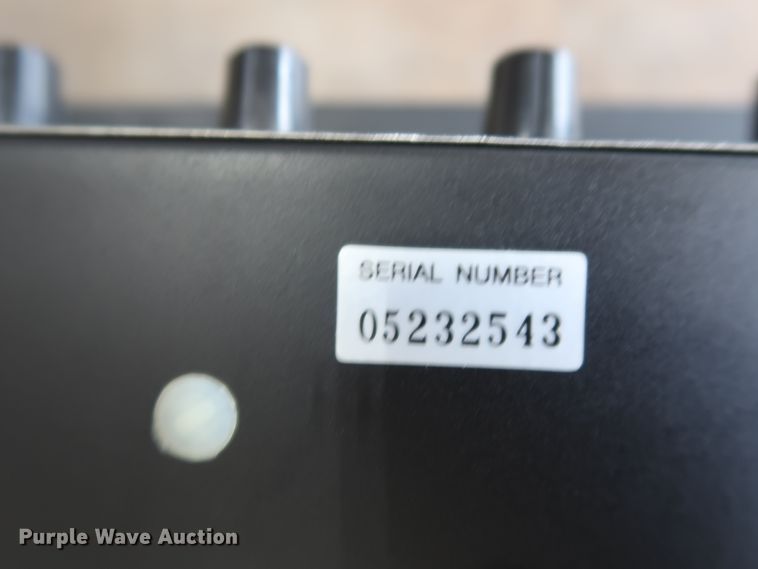 SERIAL NUMBER
05232543
Purple Wave Auction